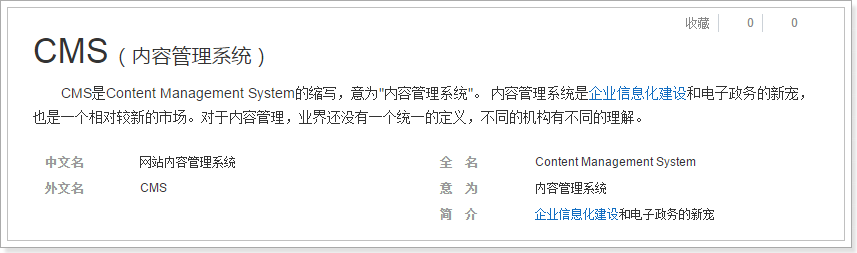 收藏 0 0
CMS（内容管理系统）
CMS是Content Management System的缩写，意为"内容管理系统"。 内容管理系统是企业信息化建设和电子政务的新宠，
也是一个相对较新的市场。对于内容管理，业界还没有一个统一的定义，不同的机构有不同的理解。
中文名 网站内容管理系统 全 名 Content Management System
外文名 CMS 意 为 内容管理系统
简 介 企业信息化建设和电子政务的新宠